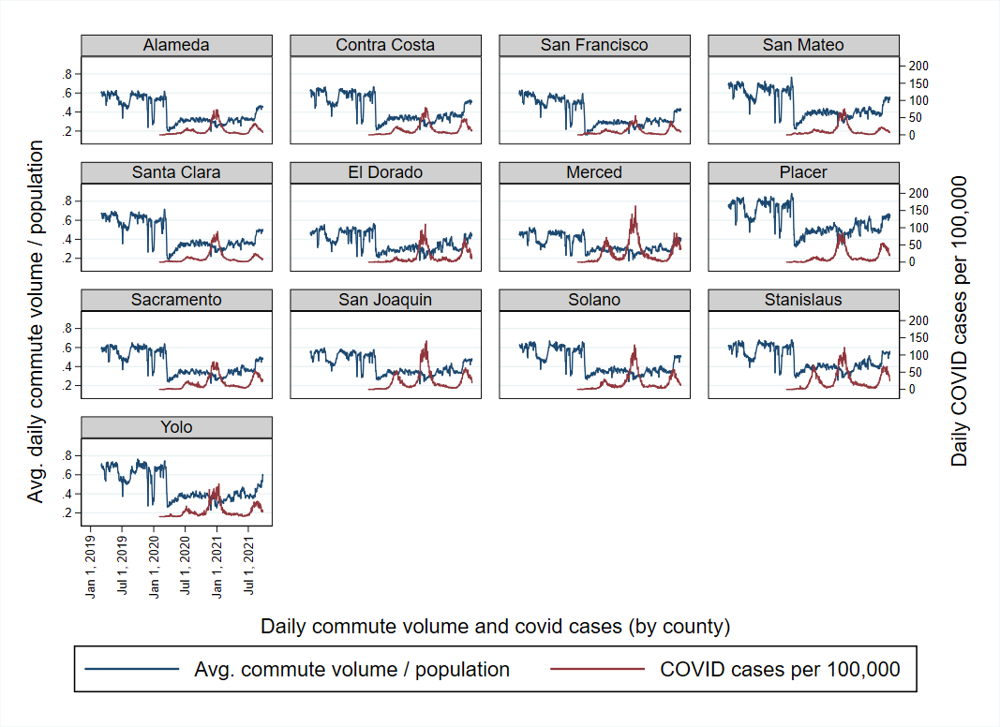 Alameda Contra Costa San Francisco San Mateo
.8 .6 .4 .2
200 150 100 50 0
Santa Clara El Dorado Merced Placer
.8 .6 .4 .2
200 150 100 50 0
Sacramento San Joaquin Solano Stanislaus
.8 .6 .4 .2
200 150 100 50 0
Yolo
.8 .6 .4 .2
Jan 1, 2019 Jul 1, 2019 Jan 1, 2020 Jul 1, 2020 Jan 1, 2021 Jul 1, 2021
Avg. daily commute volume / population
Daily COVID cases per 100,000
Daily commute volume and covid cases (by county)
Avg. commute volume / population COVID cases per 100,000